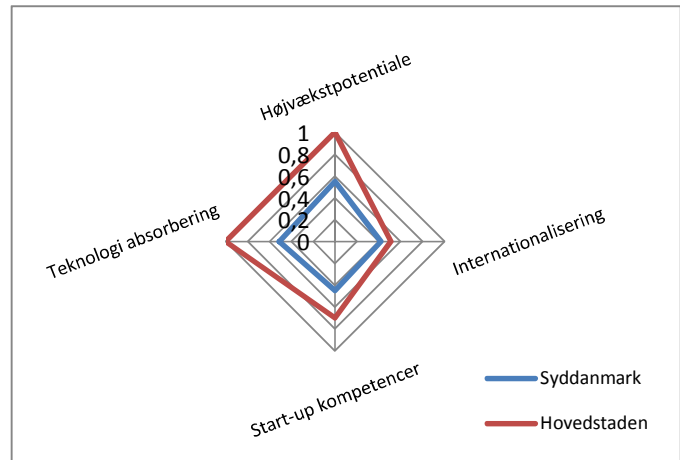 Højvækstpotentiale
1
0,8
0,6
0,4
0,2
0
Teknologi absorbering
Internationalisering
Start-up kompetencer
Syddanmark
Hovedstaden